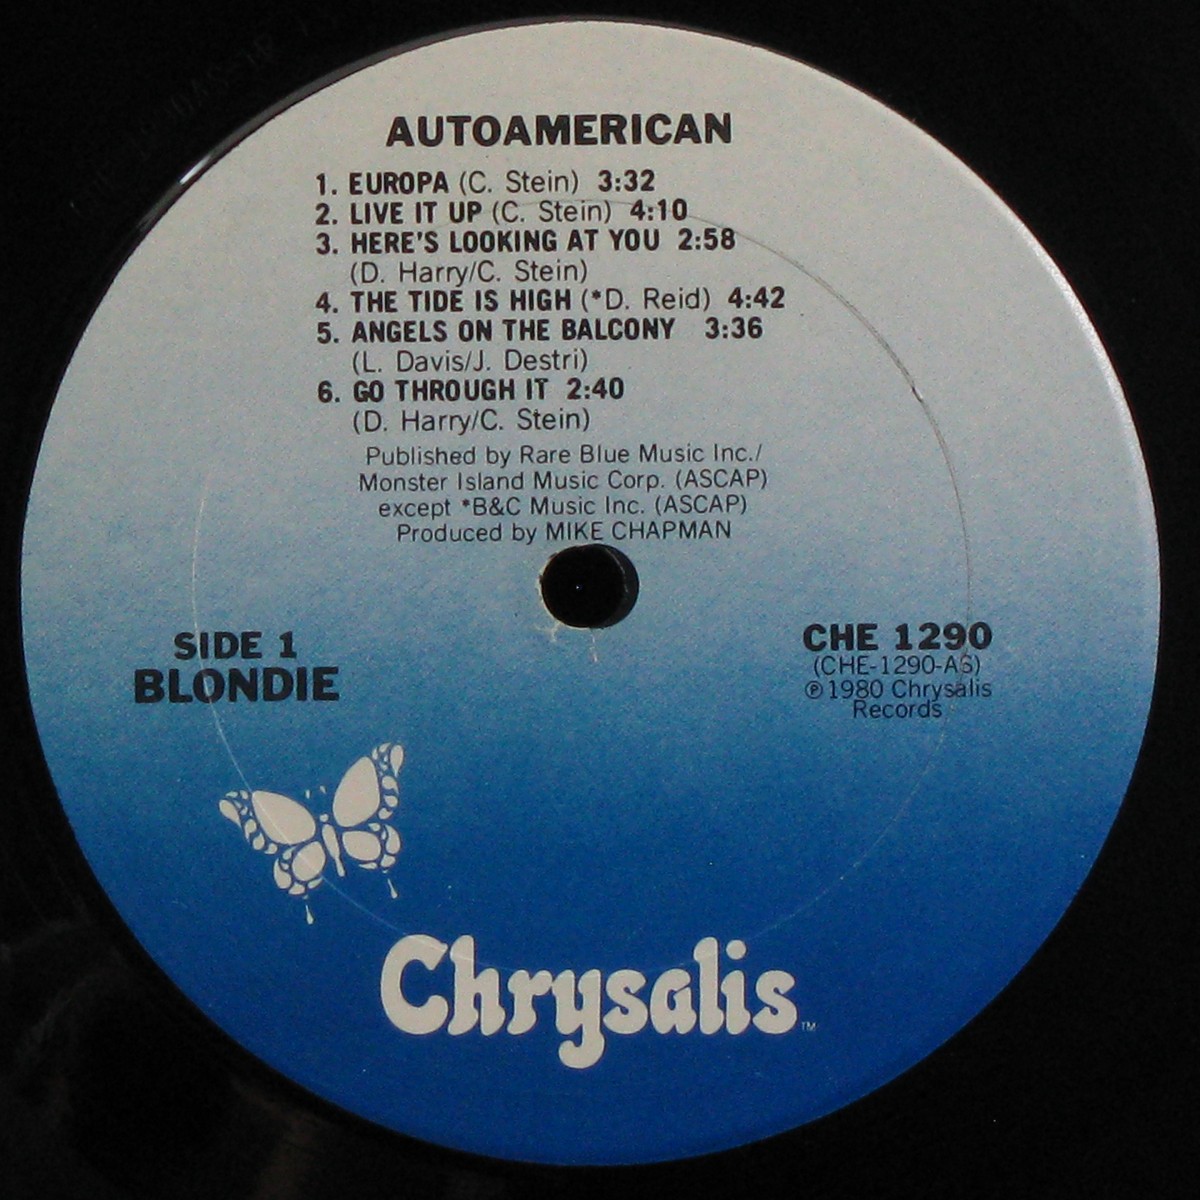 AUTOAMERICAN
1. EUROPA (C. Stein) 3:32
2. LIVE IT UP (C. Stein) 4:10
3. HERE'S LOOKING AT YOU 2:58
(D. Harry/C. Stein)
4. THE TIDE IS HIGH (*D. Reid) 4:42
5. ANGELS ON THE BALCONY 3:36
(L. Davis/J. Destri)
6. GO THROUGH IT 2:40
(D. Harry/C. Stein)
Published by Rare Blue Music Inc./
Monster Island Music Corp. (ASCAP)
except *B&C Music Inc. (ASCAP)
Produced by MIKE CHAPMAN
SIDE 1
BLONDIE
CHE 1290
(CHE-1290-AS)
℗ 1980 Chrysalis
Records
Chrysalis™